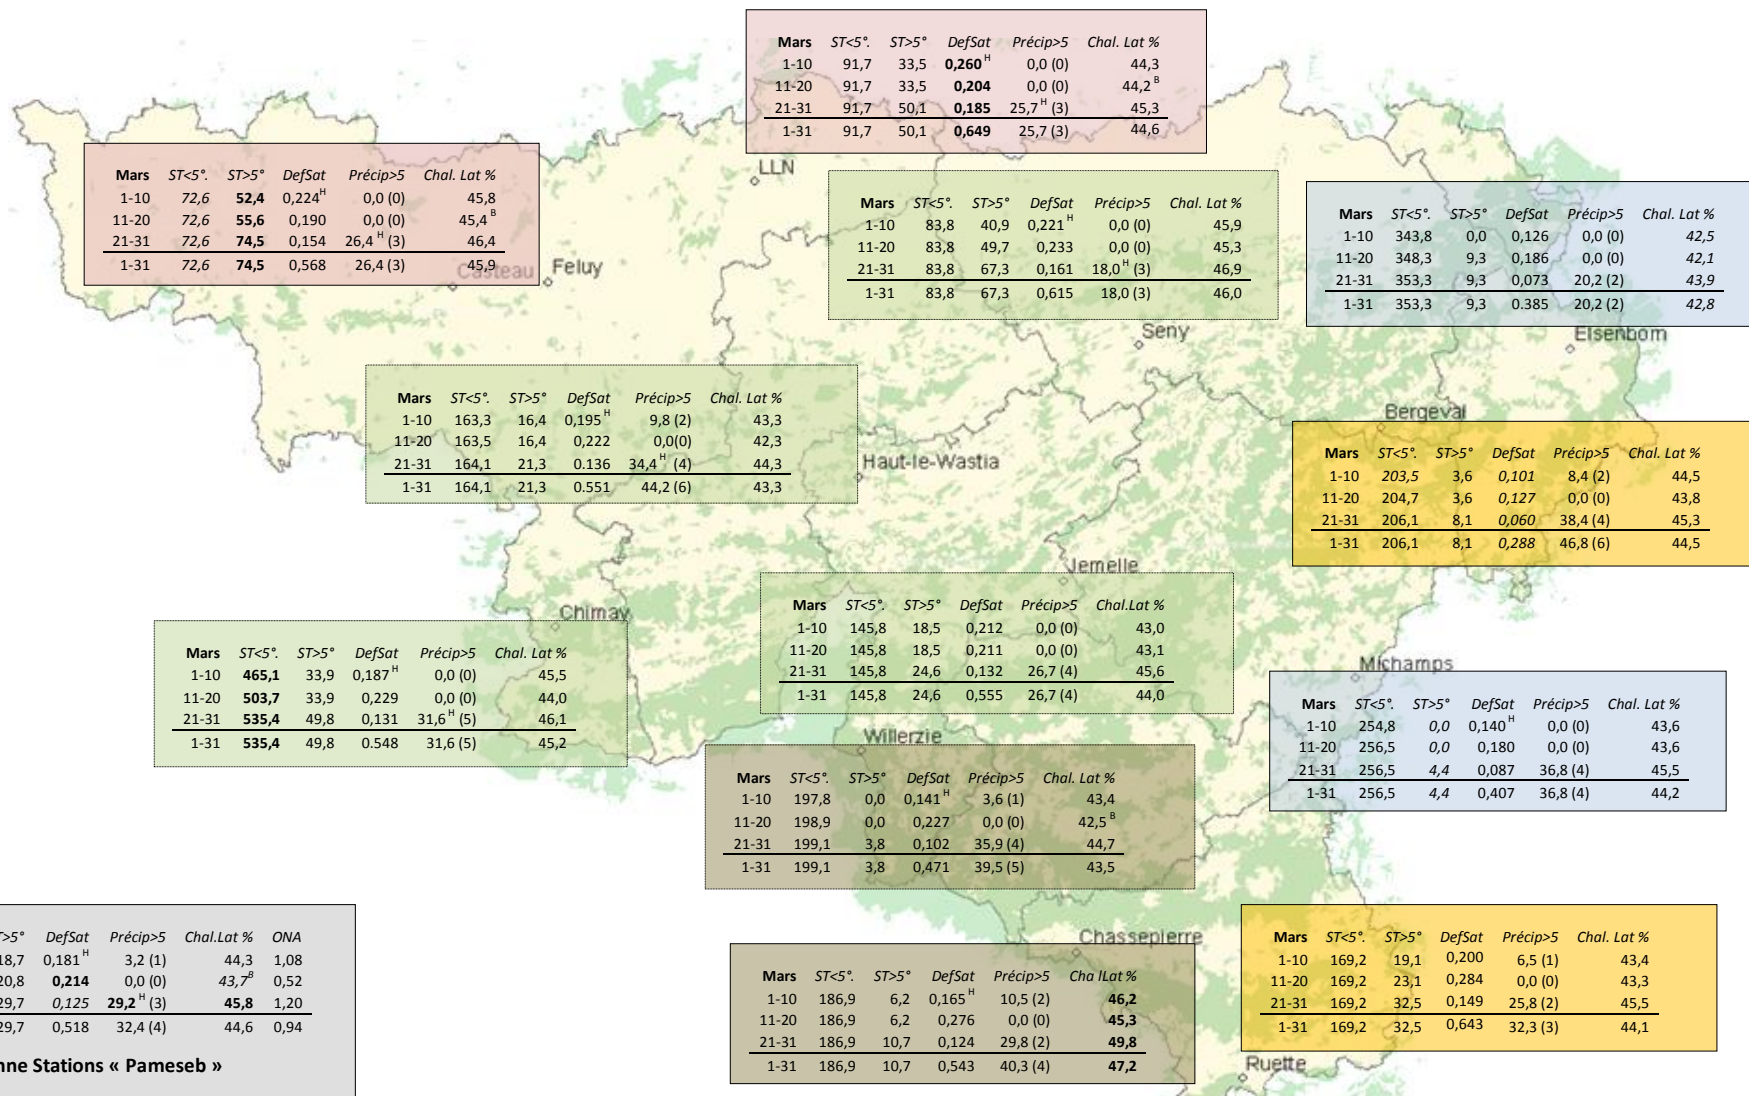 Mars ST<5°. ST>5° DefSat Précip>5 Chal. Lat %
1-10 91,7 33,5 0,260 H 0,0 (0) 44,3
11-20 91,7 33,5 0,204 0,0 (0) 44,2 B
21-31 91,7 50,1 0,185 25,7 H (3) 45,3
1-31 91,7 50,1 0,649 25,7 (3) 44,6
LLN
Mars ST<5°. ST>5° DefSat Précip>5 Chal. Lat %
1-10 72,6 52,4 0,224H 0,0 (0) 45,8
11-20 72,6 55,6 0,190 0,0 (0) 45,4 B
21-31 72,6 74,5 0,154 26,4 H (3) 46,4
1-31 72,6 74,5 0,568 26,4 (3) 45,9
Casteau Feluy
Mars ST<5°. ST>5° DefSat Précip>5 Chal. Lat %
1-10 83,8 40,9 0,221 H 0,0 (0) 45,9
11-20 83,8 49,7 0,233 0,0 (0) 45,3
21-31 83,8 67,3 0,161 18,0H (3) 46,9
1-31 83,8 67,3 0,615 18,0 (3) 46,0
Seny
Mars ST<5°. ST>5° DefSat Précip>5 Chal. Lat %
1-10 343,8 0,0 0,126 0,0 (0) 42,5
11-20 348,3 9,3 0,186 0,0 (0) 42,1
21-31 353,3 9,3 0,073 20,2 (2) 43,9
1-31 353,3 9,3 0.385 20,2 (2) 42,8
Elsenborn
Mars ST<5°. ST>5° DefSat Précip>5 Chal. Lat %
1-10 163,3 16,4 0,195 H 9,8 (2) 43,3
11-20 163,5 16,4 0,222 0,0(0) 42,3
21-31 164,1 21,3 0.136 34,4 H (4) 44,3
1-31 164,1 21,3 0.551 44,2 (6) 43,3
Haut-le-Wastia
Bergeval
Mars ST<5°. ST>5° DefSat Précip>5 Chal. Lat %
1-10 203,5 3,6 0,101 8,4 (2) 44,5
11-20 204,7 3,6 0,127 0,0 (0) 43,8
21-31 206,1 8,1 0,060 38,4 (4) 45,3
1-31 206,1 8,1 0,288 46,8 (6) 44,5
Jemelle
Mars ST<5°. ST>5° DefSat Précip>5 Chal.Lat %
1-10 145,8 18,5 0,212 0,0 (0) 43,0
11-20 145,8 18,5 0,211 0,0 (0) 43,1
21-31 145,8 24,6 0,132 26,7 (4) 45,6
1-31 145,8 24,6 0,555 26,7 (4) 44,0
Chimay
Mars ST<5°. ST>5° DefSat Précip>5 Chal. Lat %
1-10 465,1 33,9 0,187 H 0,0 (0) 45,5
11-20 503,7 33,9 0,229 0,0 (0) 44,0
21-31 535,4 49,8 0,131 31,6 H (5) 46,1
1-31 535,4 49,8 0.548 31,6 (5) 45,2
Michamps
Mars ST<5°. ST>5° DefSat Précip>5 Chal. Lat %
1-10 254,8 0,0 0,140 H 0,0 (0) 43,6
11-20 256,5 0,0 0,180 0,0 (0) 43,6
21-31 256,5 4,4 0,087 36,8 (4) 45,5
1-31 256,5 4,4 0,407 36,8 (4) 44,2
Willerzie
Mars ST<5°. ST>5° DefSat Précip>5 Chal. Lat %
1-10 197,8 0,0 0,141 H 3,6 (1) 43,4
11-20 198,9 0,0 0,227 0,0 (0) 42,5 B
21-31 199,1 3,8 0,102 35,9 (4) 44,7
1-31 199,1 3,8 0,471 39,5 (5) 43,5
>5° DefSat Précip>5 Chal.Lat % ONA
18,7 0,181 H 3,2 (1) 44,3 1,08
20,8 0,214 0,0 (0) 43,7B 0,52
29,7 0,125 29,2 H (3) 45,8 1,20
29,7 0,518 32,4 (4) 44,6 0,94
nne Stations « Pameseb »
Chassepierre
Mars ST<5°. ST>5° DefSat Précip>5 Cha lLat %
1-10 186,9 6,2 0,165 H 10,5 (2) 46,2
11-20 186,9 6,2 0,276 0,0 (0) 45,3
21-31 186,9 10,7 0,124 29,8 (2) 49,8
1-31 186,9 10,7 0,543 40,3 (4) 47,2
Mars ST<5°. ST>5° DefSat Précip>5 Chal. Lat %
1-10 169,2 19,1 0,200 6,5 (1) 43,4
11-20 169,2 23,1 0,284 0,0 (0) 43,3
21-31 169,2 32,5 0,149 25,8 (2) 45,5
1-31 169,2 32,5 0,643 32,3 (3) 44,1
Ruette